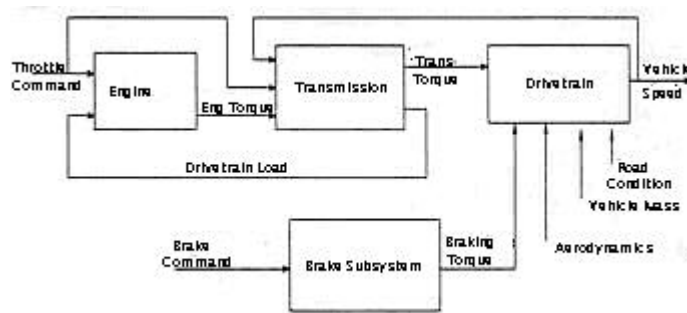 Throttle
Command
Engine
Eng Torque
Transmission
Trans
Torque
Drivetrain
Vehicle
Speed
Drivetrain Load
Road
Condition
Vehicle Mass
Aerodynamics
Brake
Command
Brake Subsystem
Braking
Torque